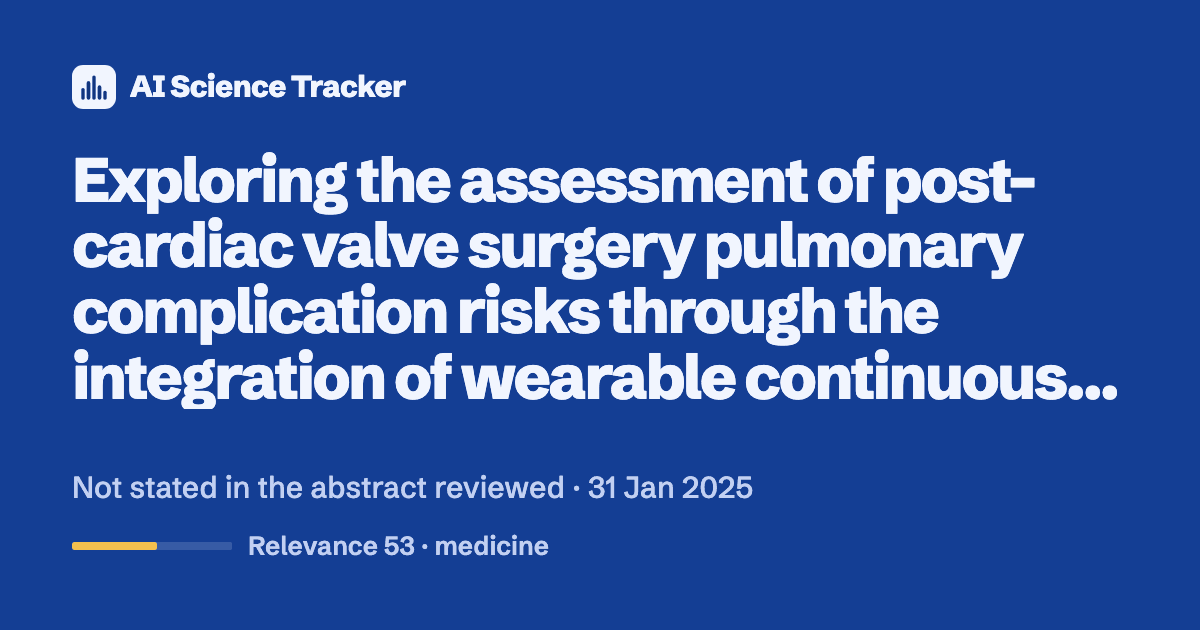 AI Science Tracker
Exploring the assessment of post-
cardiac valve surgery pulmonary
complication risks through the
integration of wearable continuous...
Not stated in the abstract reviewed · 31 Jan 2025
Relevance 53 · medicine